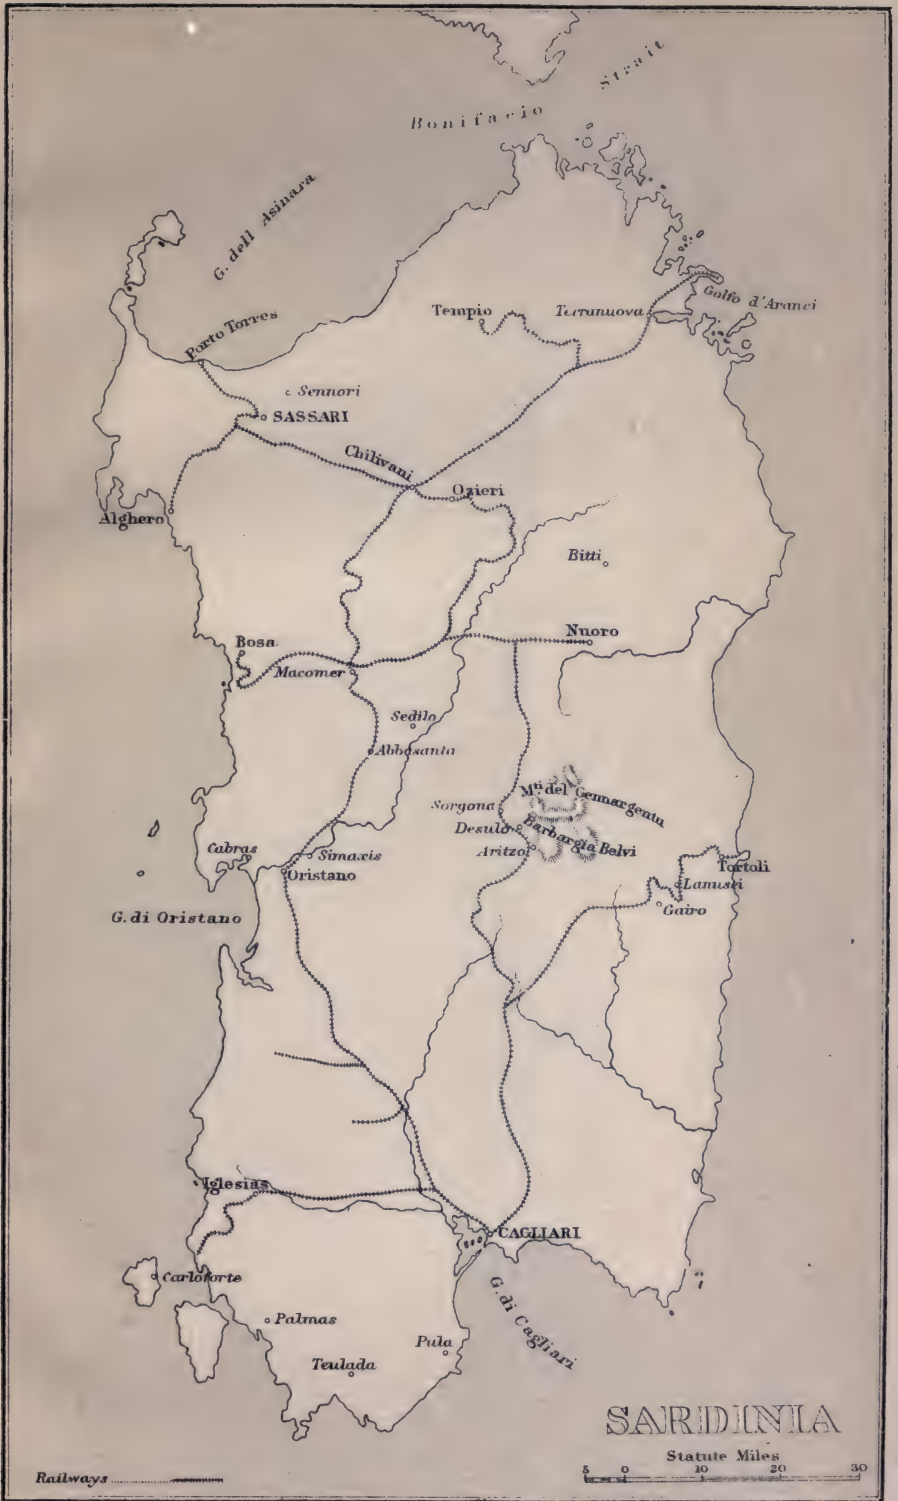 Bonifacio Strait
G. dell Asinara
Golfo d'Aranci
Tempio
Terranuova
Porto Torres
Sennori
SASSARI
Chilivani
Ozieri
Alghero
Bitti
Nuoro
Bosa.
Macomer
Sedilo
Abbasanta
Mti. del Gennargentu
Sorgona
Desulo
Barbargia Belvi
Aritzo
Cabras
Simaxis
Oristano
Tortoli
Lanusei
Gairo
G. di Oristano
Iglesias
CAGLIARI
Carloforte
G. di Cagliari
Palmas
Pula
Teulada
SARDINIA
Statute Miles
5 0 10 20 30
Railways